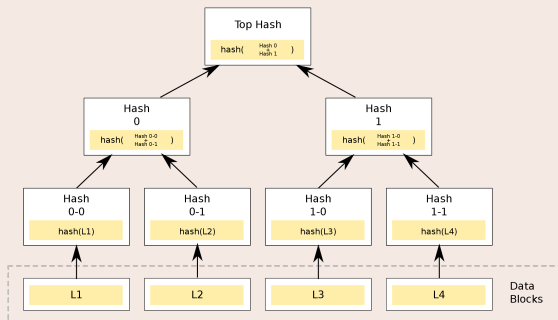 Top Hash
hash( Hash 0 + Hash 1 )
Hash 0
hash( Hash 0-0 + Hash 0-1 )
Hash 1
hash( Hash 1-0 + Hash 1-1 )
Hash 0-0
hash(L1)
Hash 0-1
hash(L2)
Hash 1-0
hash(L3)
Hash 1-1
hash(L4)
L1
L2
L3
L4
Data
Blocks